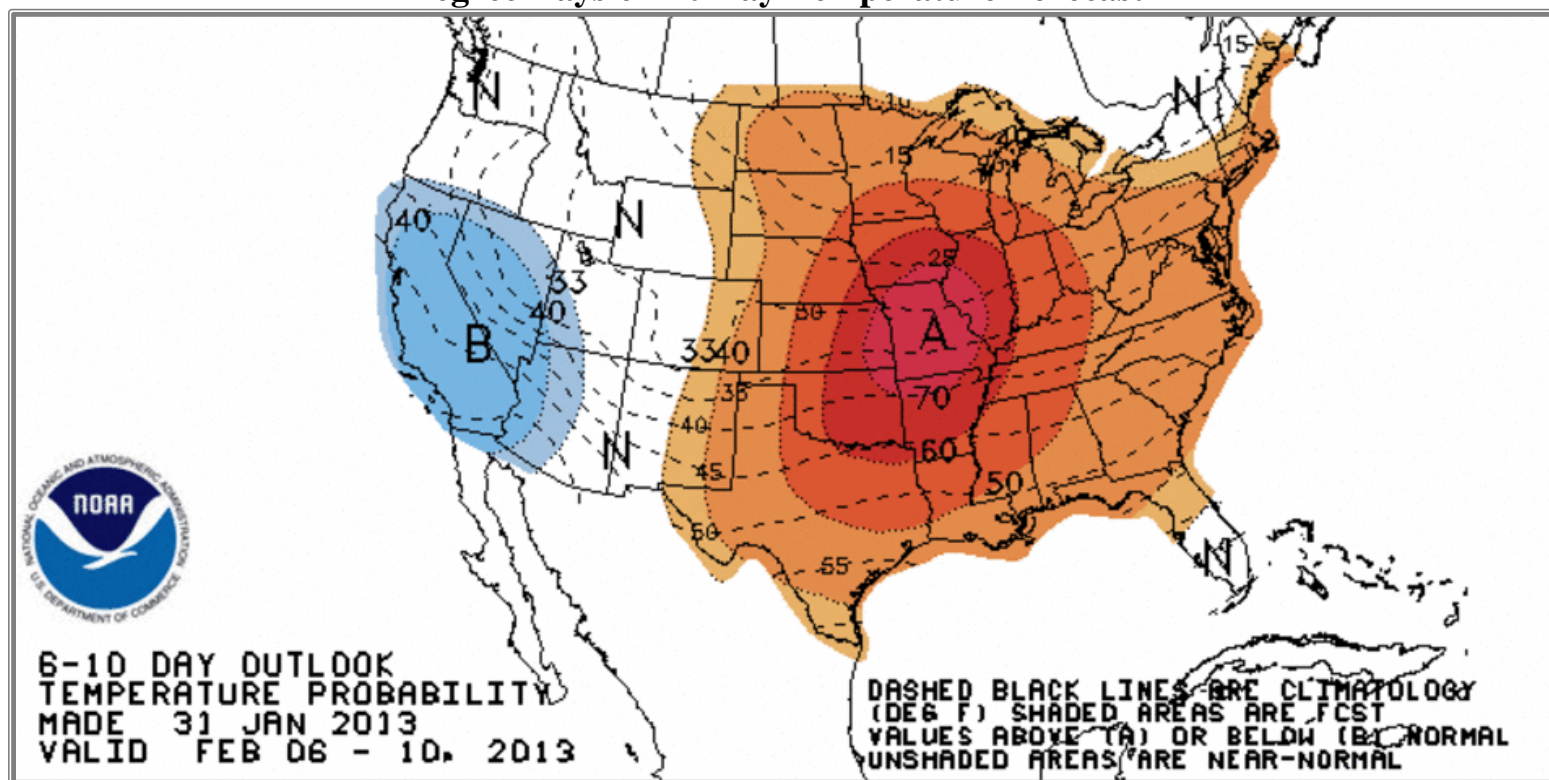 Temperature Forecast
-15-
N
N
10
15
N
40
25
33
40
30
A
B
3340
35
70
40
N
60
45
50
50
N
55
NATIONAL OCEANIC AND ATMOSPHERIC ADMINISTRATION
NOAA
U.S. DEPARTMENT OF COMMERCE
6-10 DAY OUTLOOK
TEMPERATURE PROBABILITY
MADE 31 JAN 2013
VALID FEB 06 - 10, 2013
DASHED BLACK LINES ARE CLIMATOLOGY
(DEG F) SHADED AREAS ARE FCST
VALUES ABOVE (A) OR BELOW (B) NORMAL
UNSHADED AREAS ARE NEAR-NORMAL